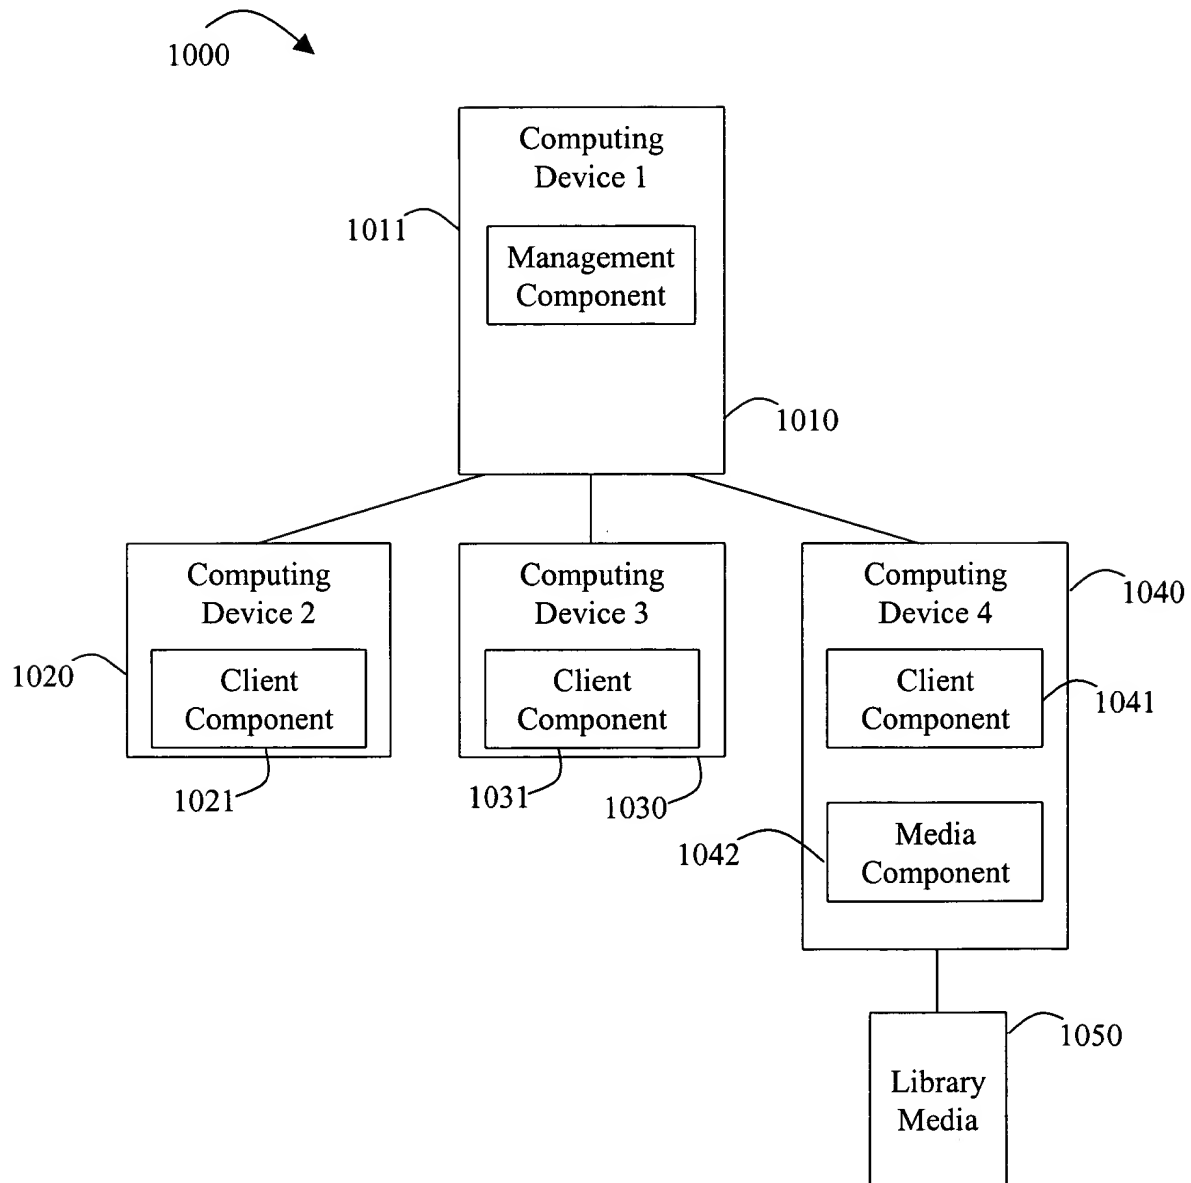 1000
Computing
Device 1
1011
Management
Component
1010
Computing
Device 2
Computing
Device 3
Computing
Device 4
1040
1020
Client
Component
Client
Component
Client
Component
1041
1021
1031
1030
1042
Media
Component
1050
Library
Media